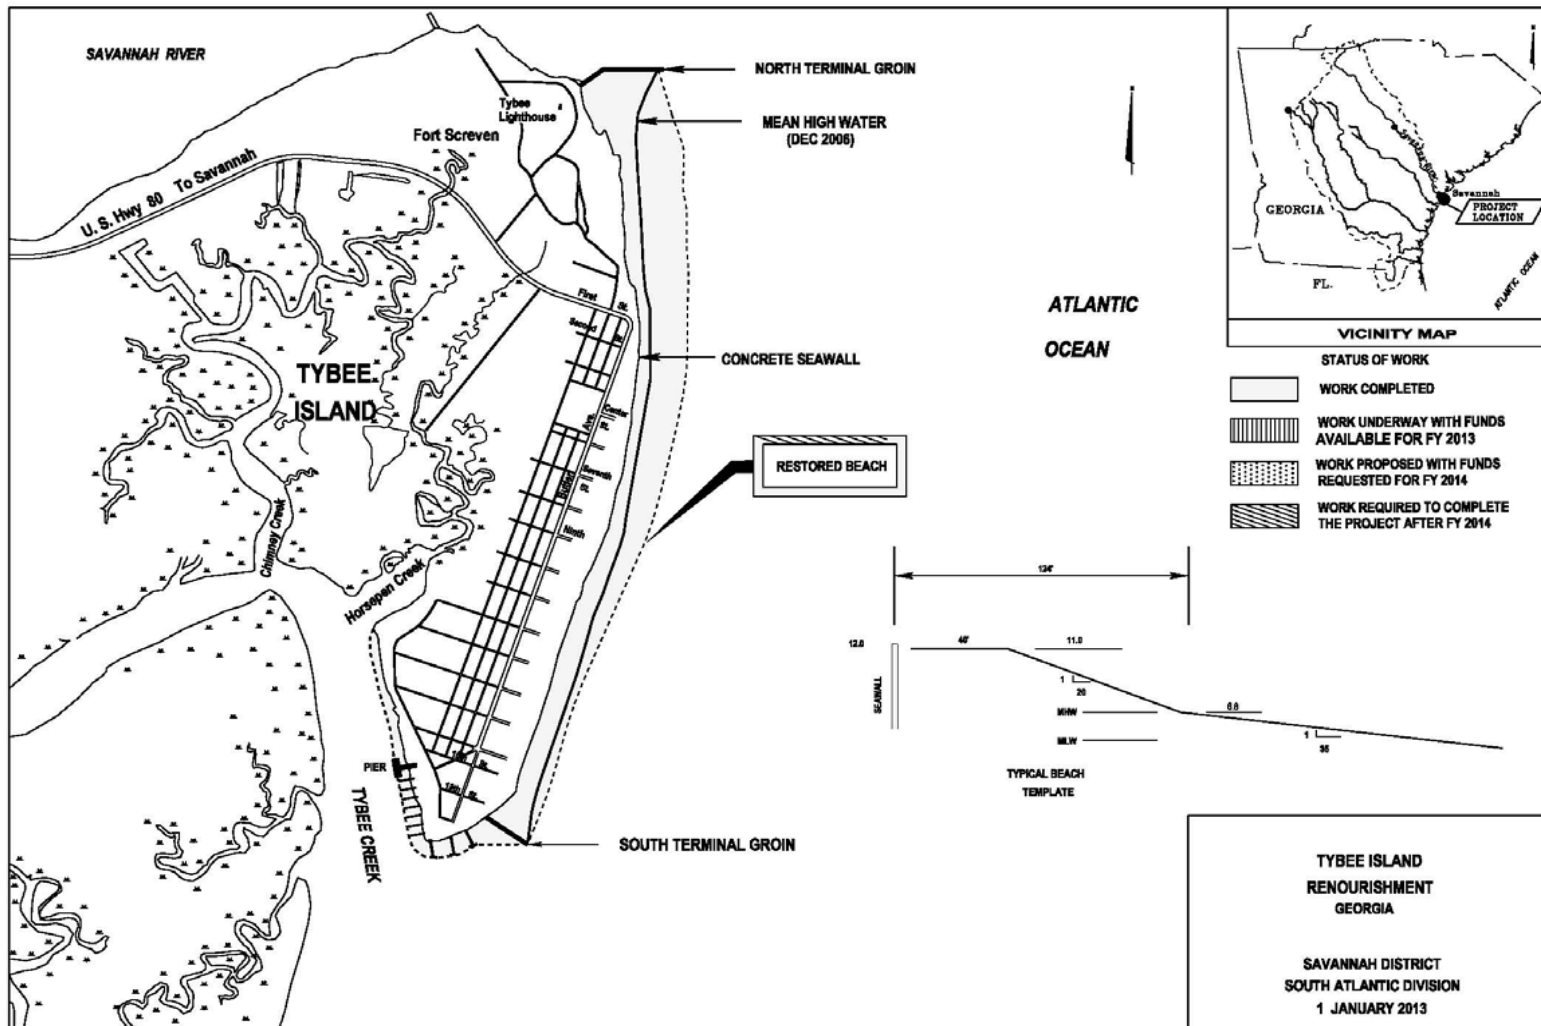 SAVANNAH RIVER
NORTH TERMINAL GROIN
Tybee
Lighthouse
MEAN HIGH WATER
(DEC 2006)
Fort Screven
U. S. Hwy 80 To Savannah
First St.
Second St.
CONCRETE SEAWALL
TYBEE
ISLAND
Center
St.
Butler Ave
Seventh
St.
Ninth
RESTORED BEACH
ATLANTIC
OCEAN
Chimney Creek
Horsepen Creek
PIER
St.
18th St.
TYBEE CREEK
SOUTH TERMINAL GROIN
N
Savannah
GEORGIA
PROJECT
LOCATION
FL.
ATLANTIC OCEAN
VICINITY MAP
STATUS OF WORK
WORK COMPLETED
WORK UNDERWAY WITH FUNDS
AVAILABLE FOR FY 2013
WORK PROPOSED WITH FUNDS
REQUESTED FOR FY 2014
WORK REQUIRED TO COMPLETE
THE PROJECT AFTER FY 2014
124'
12.0
40'
11.0
SEAWALL
1
20
MHW
6.8
MLW
1
35
TYPICAL BEACH
TEMPLATE
TYBEE ISLAND
RENOURISHMENT
GEORGIA
SAVANNAH DISTRICT
SOUTH ATLANTIC DIVISION
1 JANUARY 2013